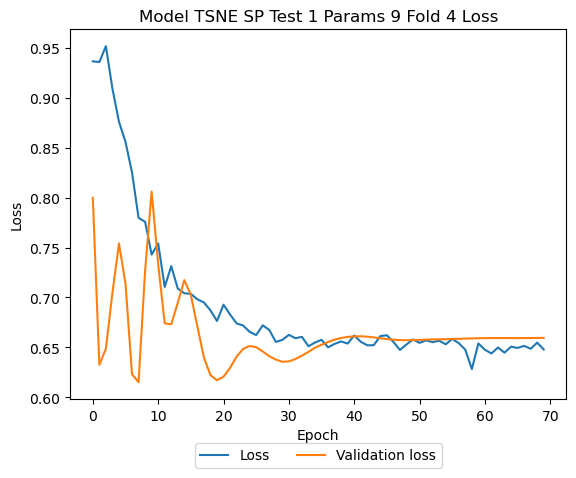 Model TSNE SP Test 1 Params 9 Fold 4 Loss
0.95
0.90
0.85
0.80
0.75
0.70
0.65
0.60
Loss
0 10 20 30 40 50 60 70
Epoch
Loss Validation loss